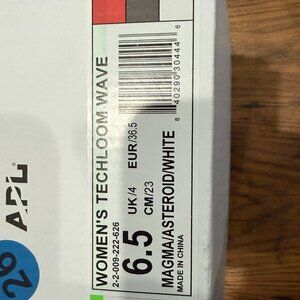 APL
26
WOMEN'S TECHLOOM WAVE
2-2-009-222-626
6.5
UK/4
EUR/36.5
CM/23
MAGMA/ASTEROID/WHITE
MADE IN CHINA
8 40290 30444 6